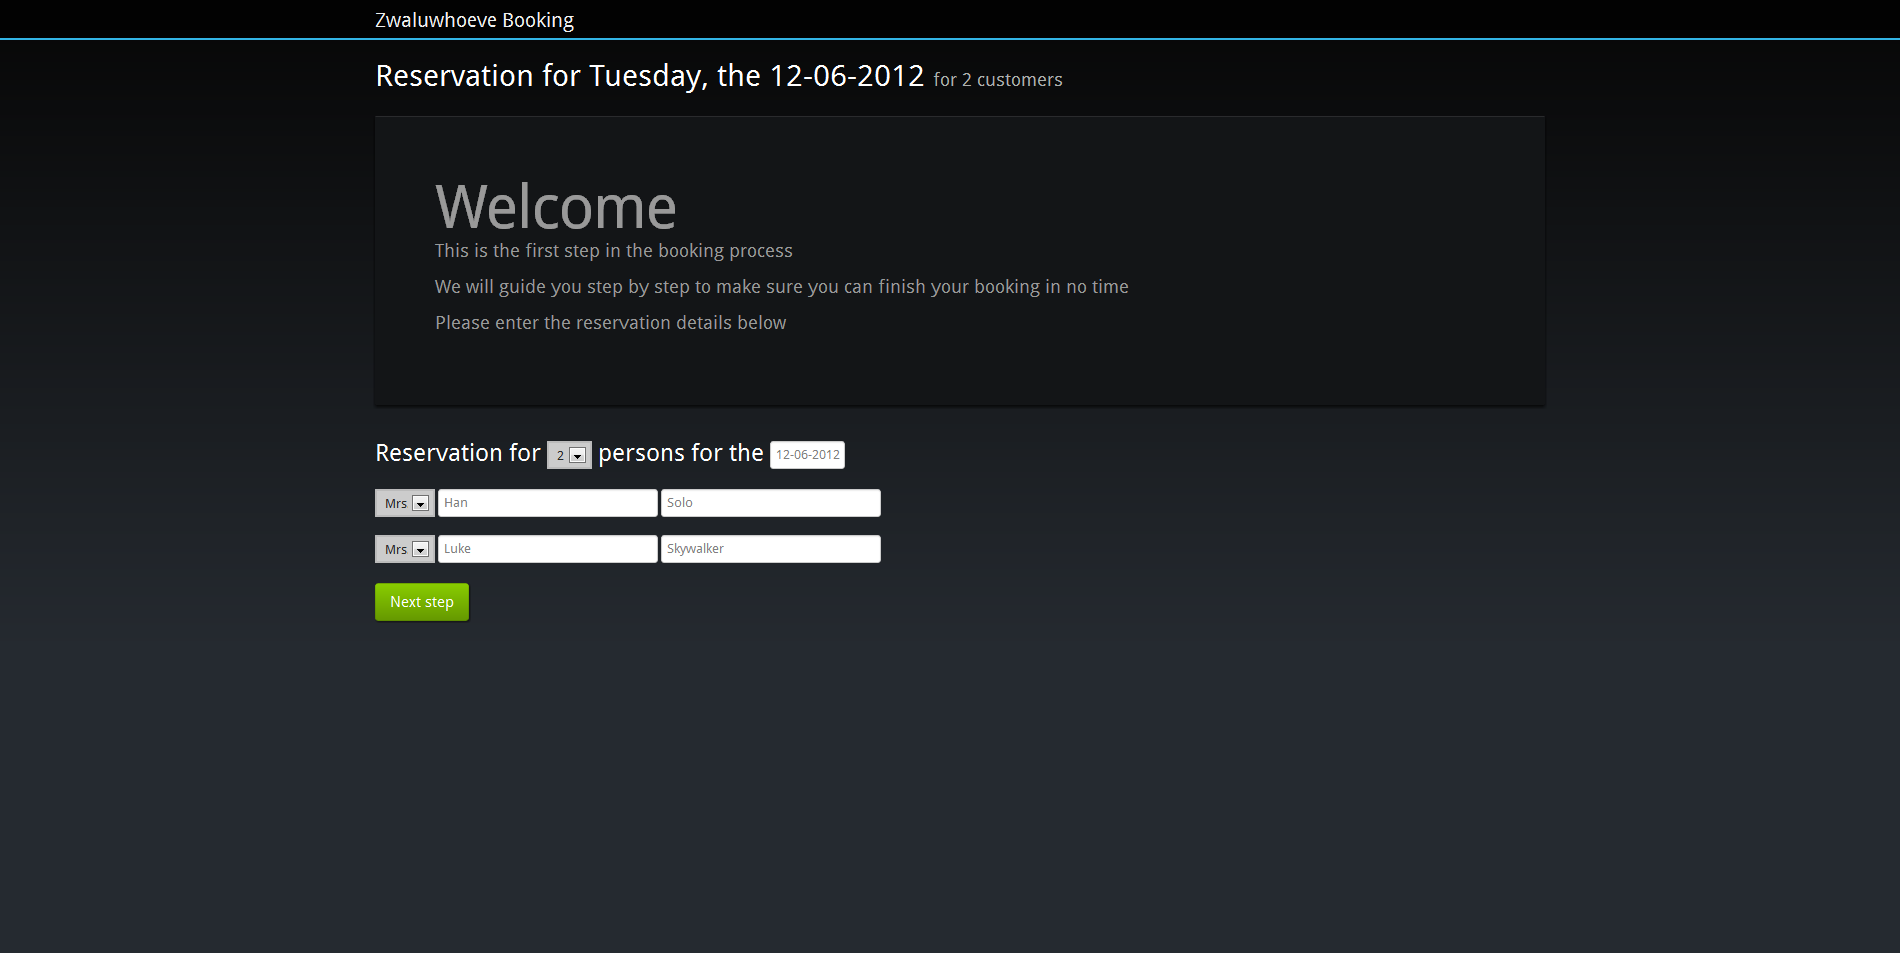 Zwaluwhoeve Booking
Reservation for Tuesday, the 12-06-2012 for 2 customers
Welcome
This is the first step in the booking process
We will guide you step by step to make sure you can finish your booking in no time
Please enter the reservation details below
Reservation for 2 persons for the 12-06-2012
Mrs Han Solo
Mrs Luke Skywalker
Next step